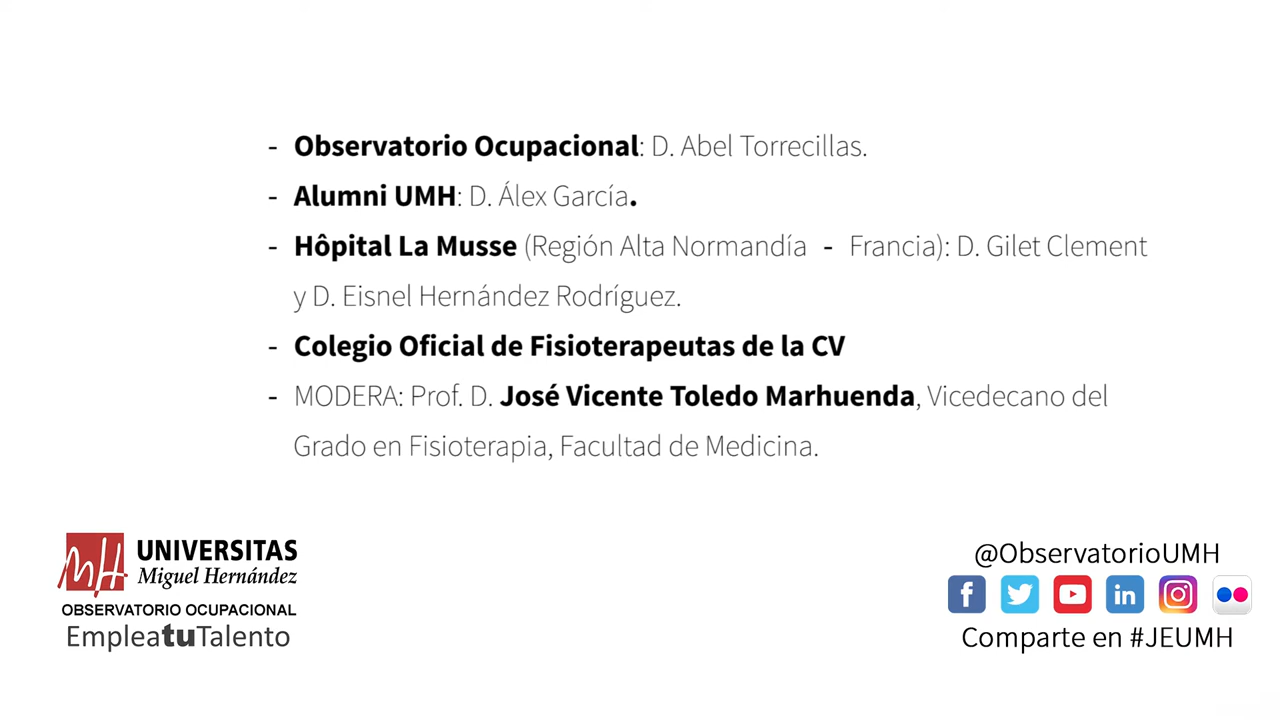 - Observatorio Ocupacional: D. Abel Torrecillas.
- Alumni UMH: D. Álex García.
- Hôpital La Musse (Región Alta Normandía - Francia): D. Gilet Clement
y D. Eisnel Hernández Rodríguez.
- Colegio Oficial de Fisioterapeutas de la CV
- MODERA: Prof. D. José Vicente Toledo Marhuenda, Vicedecano del
Grado en Fisioterapia, Facultad de Medicina.
UNIVERSITAS
Miguel Hernández
OBSERVATORIO OCUPACIONAL
EmpleatuTalento
@ObservatorioUMH
Comparte en #JEUMH